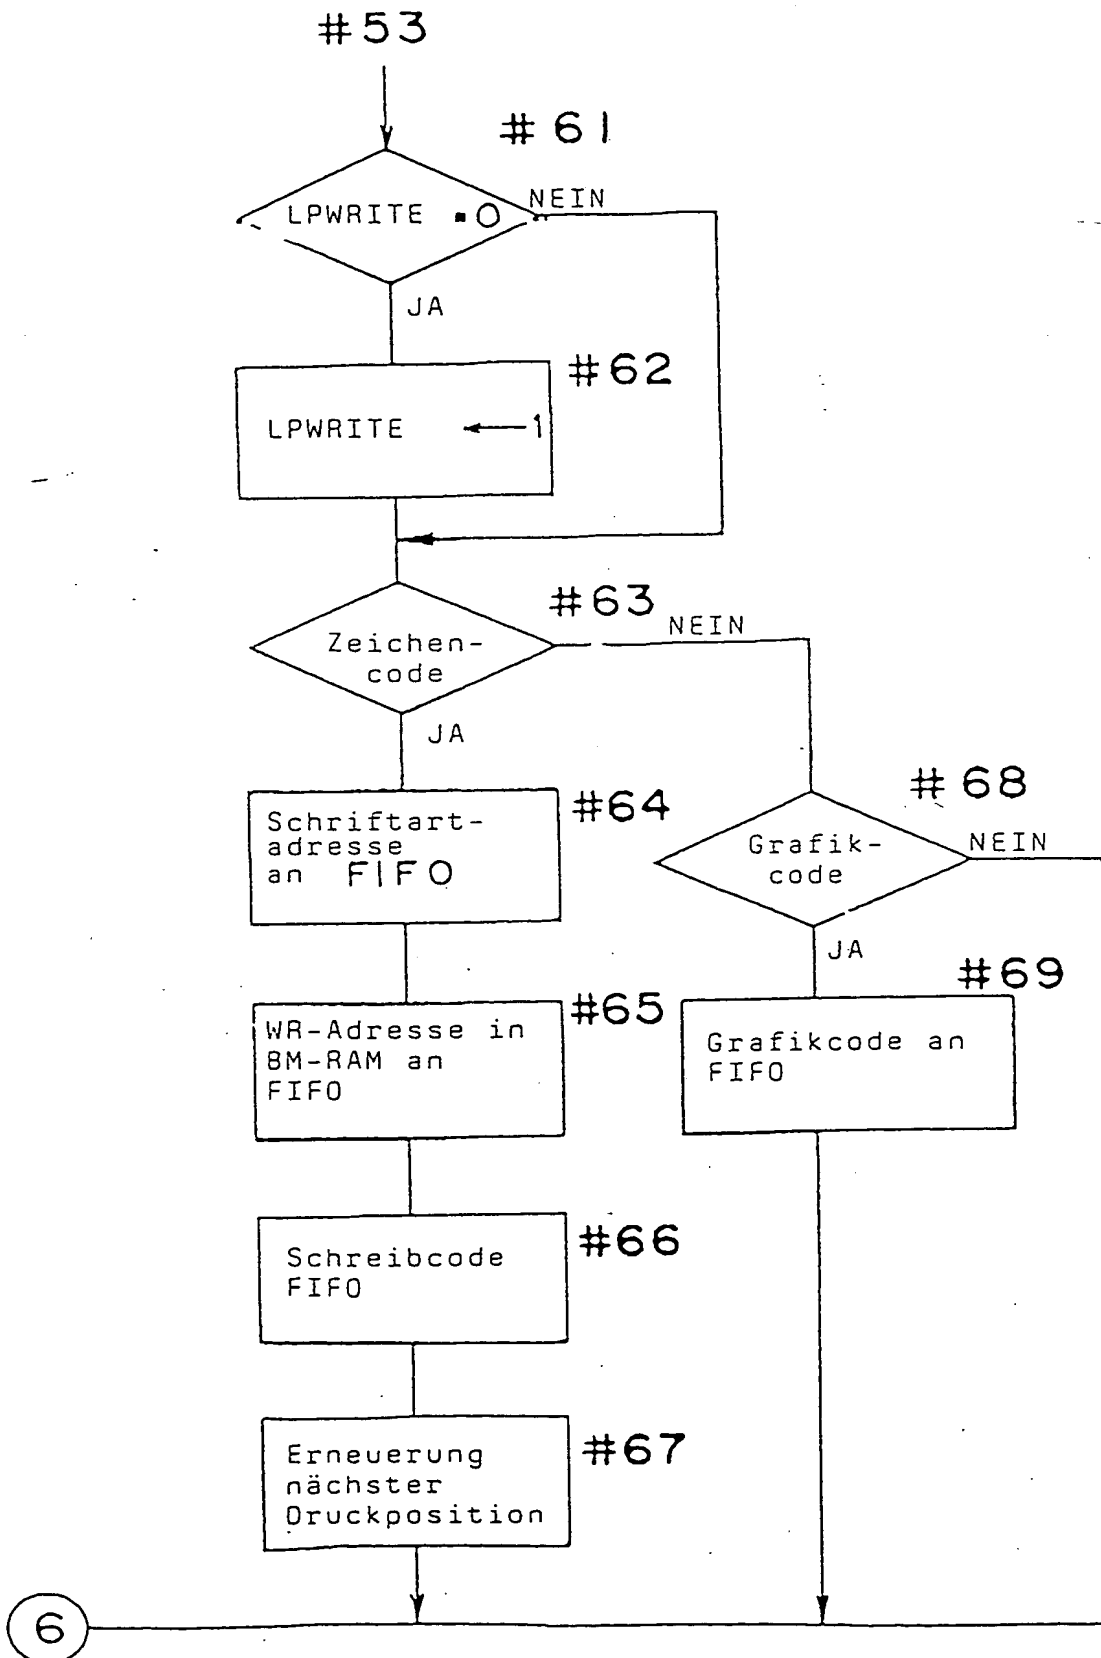 #53
#61
LPWRITE = O
NEIN
JA
#62
LPWRITE ← 1
#63
NEIN
Zeichen-
code
JA
#64
Schriftart-
adresse
an FIFO
#68
NEIN
Grafik-
code
JA
#65
WR-Adresse in
BM-RAM an
FIFO
#69
Grafikcode an
FIFO
#66
Schreibcode
FIFO
#67
Erneuerung
nächster
Druckposition
6